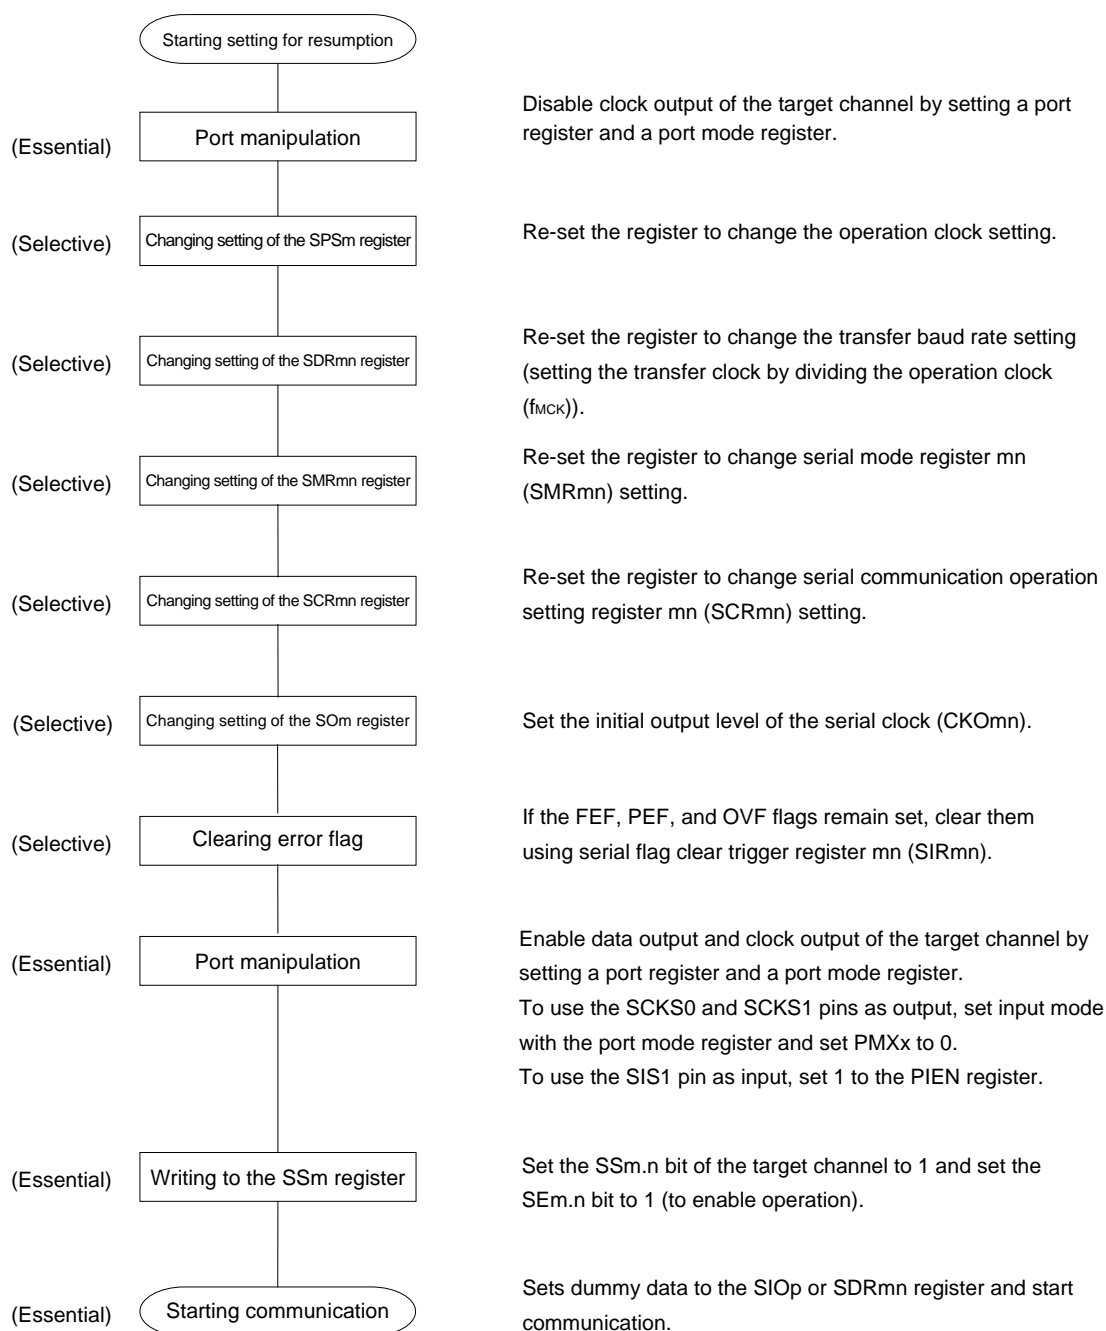 Starting setting for resumption
(Essential)
Port manipulation
Disable clock output of the target channel by setting a port
register and a port mode register.
(Selective)
Changing setting of the SPSm register
Re-set the register to change the operation clock setting.
(Selective)
Changing setting of the SDRmn register
Re-set the register to change the transfer baud rate setting
(setting the transfer clock by dividing the operation clock
(fMCK)).
(Selective)
Changing setting of the SMRmn register
Re-set the register to change serial mode register mn
(SMRmn) setting.
(Selective)
Changing setting of the SCRmn register
Re-set the register to change serial communication operation
setting register mn (SCRmn) setting.
(Selective)
Changing setting of the SOm register
Set the initial output level of the serial clock (CKOmn).
(Selective)
Clearing error flag
If the FEF, PEF, and OVF flags remain set, clear them
using serial flag clear trigger register mn (SIRmn).
(Essential)
Port manipulation
Enable data output and clock output of the target channel by
setting a port register and a port mode register.
To use the SCKS0 and SCKS1 pins as output, set input mode
with the port mode register and set PMXx to 0.
To use the SIS1 pin as input, set 1 to the PIEN register.
(Essential)
Writing to the SSm register
Set the SSm.n bit of the target channel to 1 and set the
SEm.n bit to 1 (to enable operation).
(Essential)
Starting communication
Sets dummy data to the SIOp or SDRmn register and start
communication.